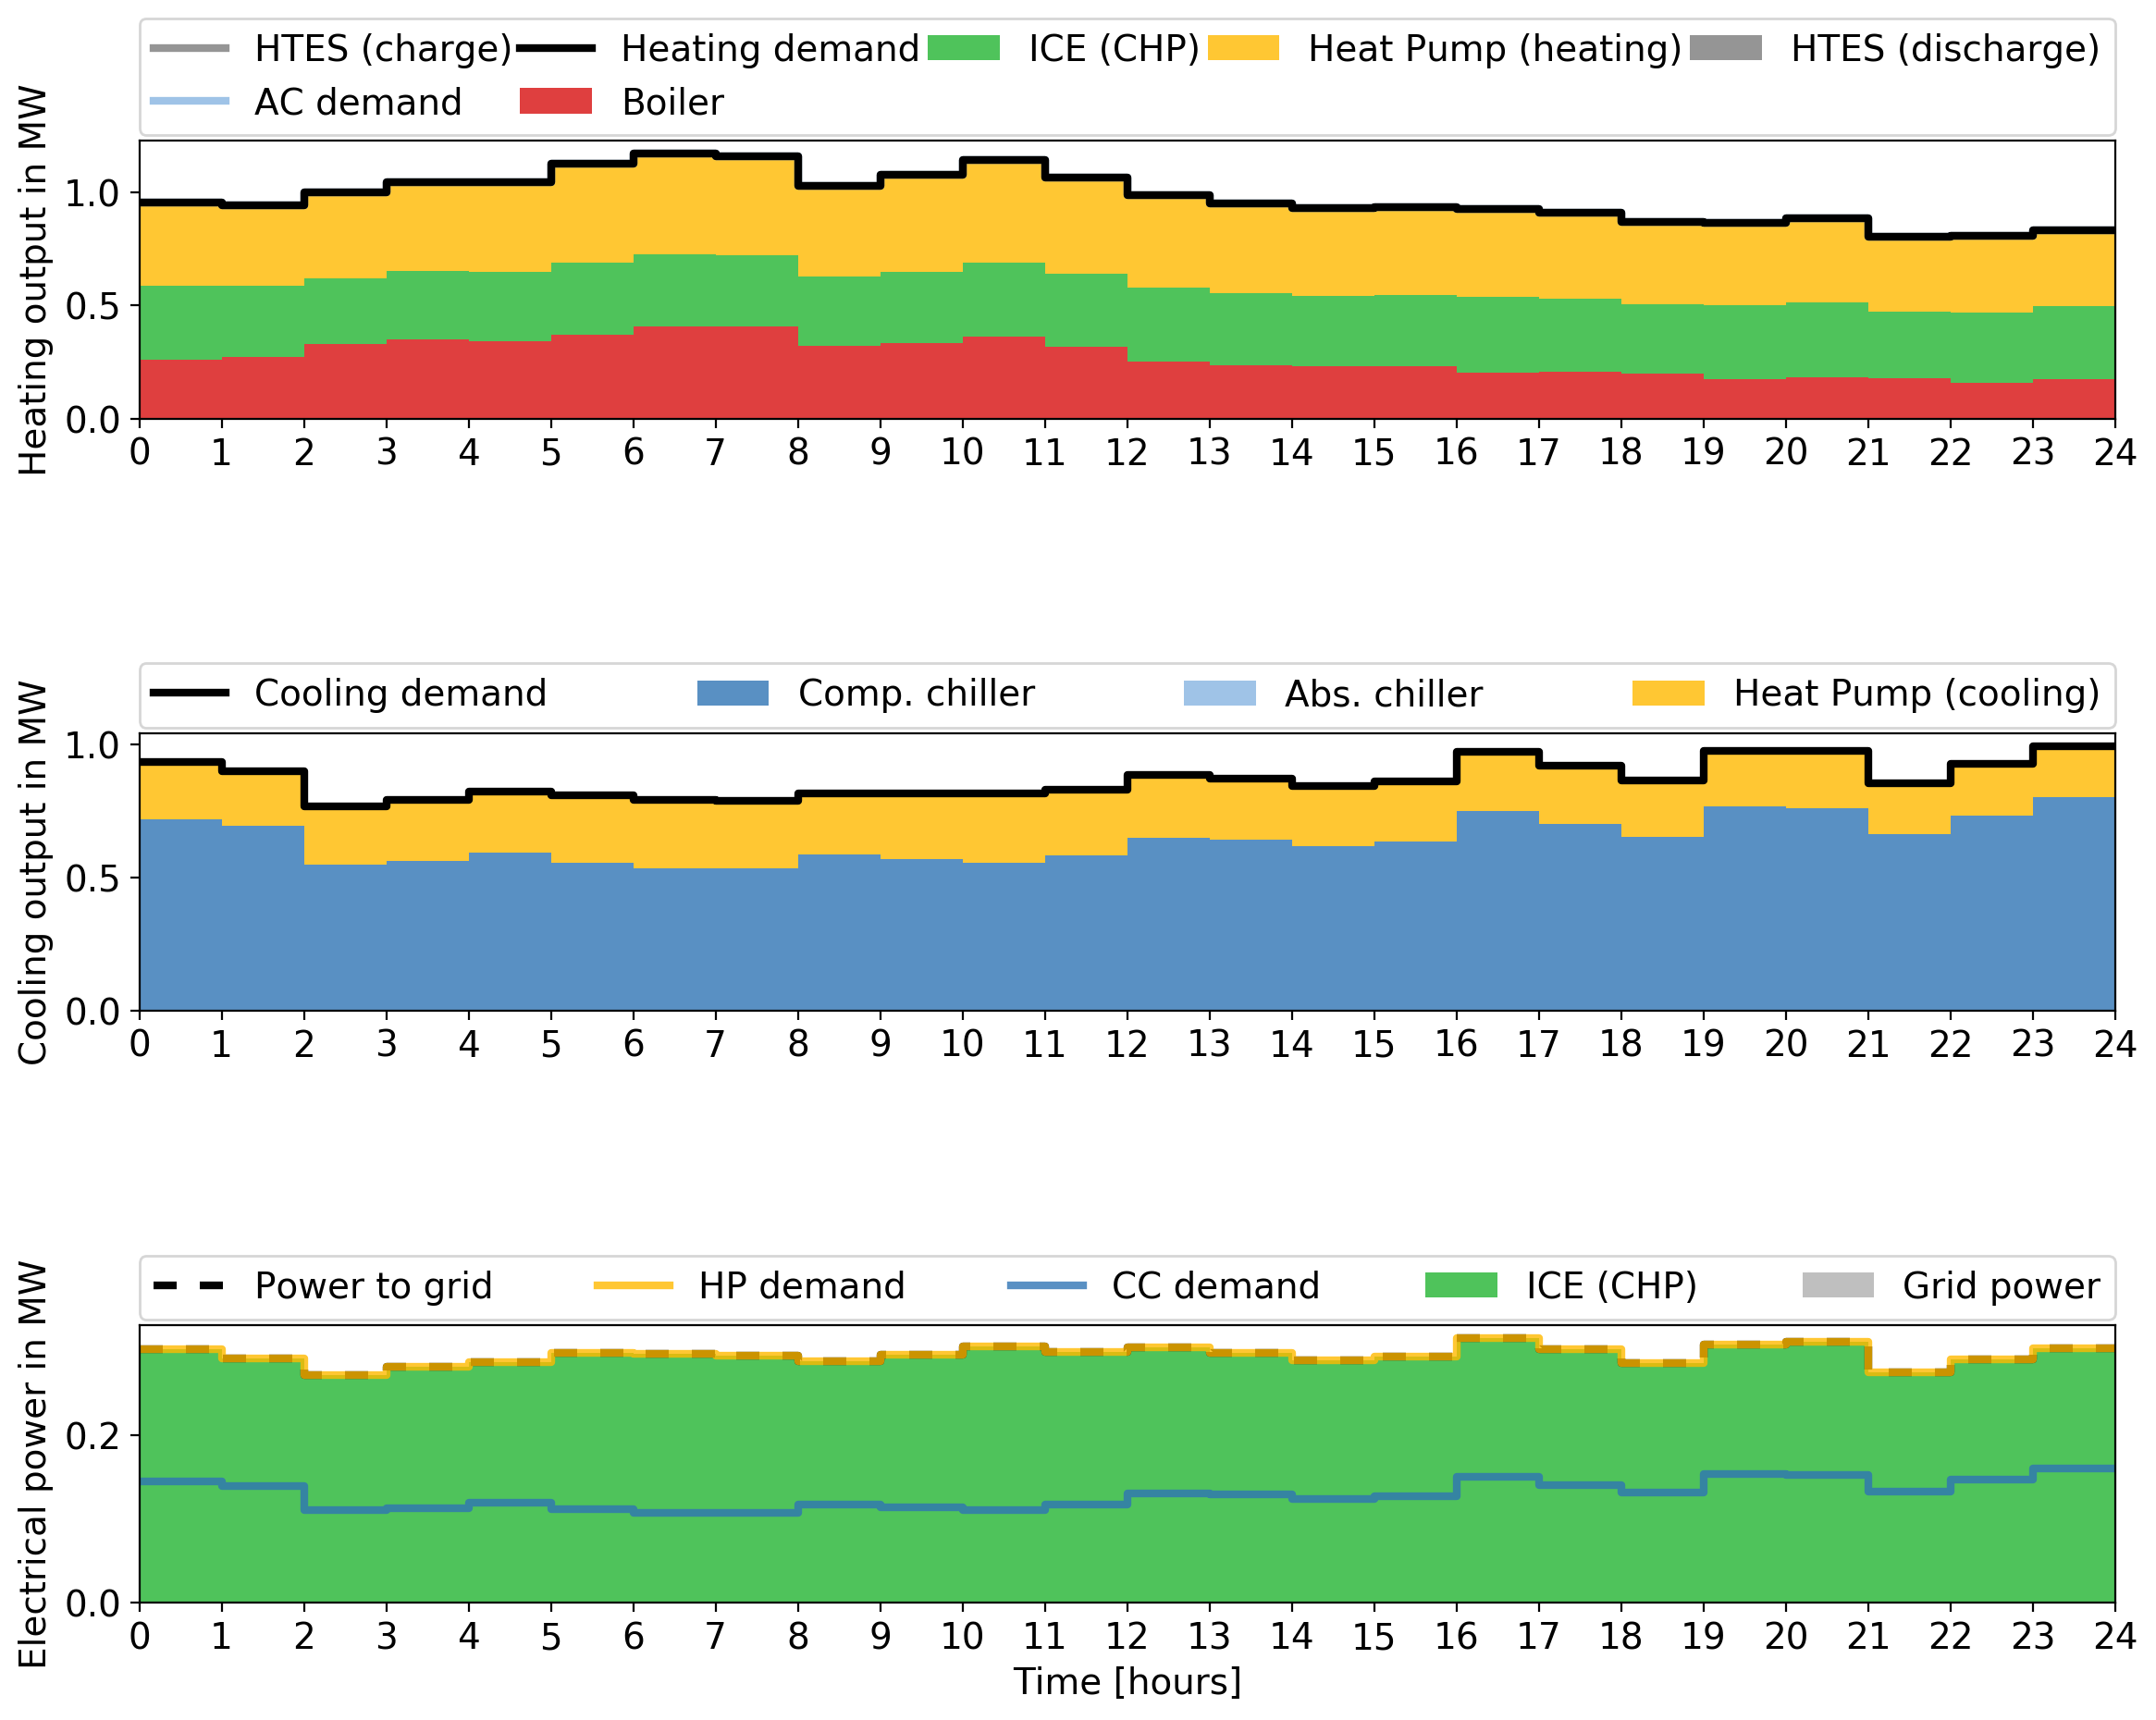 HTES (charge) Heating demand ICE (CHP) Heat Pump (heating) HTES (discharge)
AC demand Boiler
Heating output in MW
1.0
0.5
0.0
0 1 2 3 4 5 6 7 8 9 10 11 12 13 14 15 16 17 18 19 20 21 22 23 24
Cooling demand Comp. chiller Abs. chiller Heat Pump (cooling)
Cooling output in MW
1.0
0.5
0.0
0 1 2 3 4 5 6 7 8 9 10 11 12 13 14 15 16 17 18 19 20 21 22 23 24
Power to grid HP demand CC demand ICE (CHP) Grid power
Electrical power in MW
0.2
0.0
0 1 2 3 4 5 6 7 8 9 10 11 12 13 14 15 16 17 18 19 20 21 22 23 24
Time [hours]